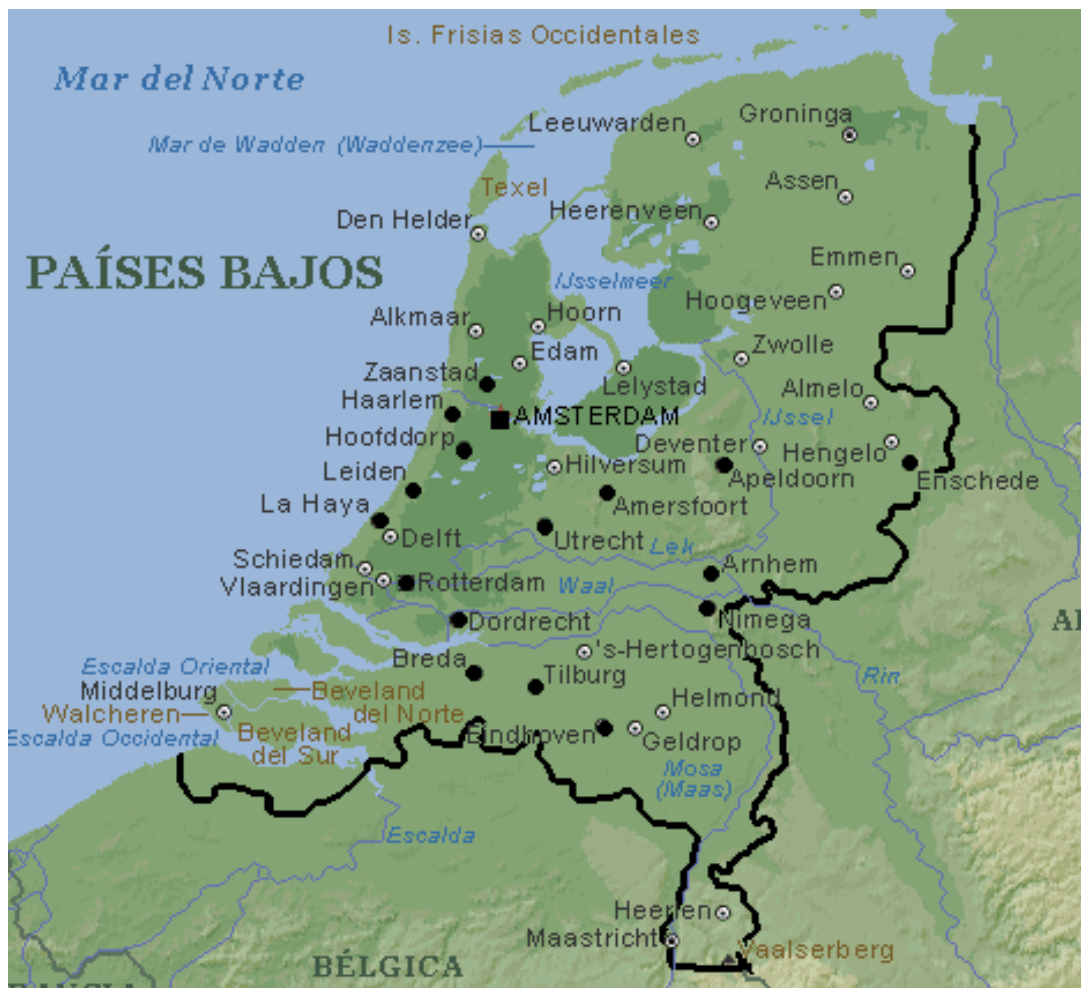 Is. Frisias Occidentales
Mar del Norte
Groninga
Leeuwarden
Mar de Wadden (Waddenzee)
Assen
Texel
Heerenveen
Den Helder
Emmen
PAÍSES BAJOS
IJsselmeer
Hoogeveen
Hoorn
Alkmaar
Zwolle
Edam
Zaanstad
Lelystad
Almelo
Haarlem
AMSTERDAM
IJssel
Hoofddorp
Deventer
Hengelo
Hilversum
Leiden
Apeldoorn
Enschede
La Haya
Amersfoort
Delft
Utrecht
Lek
Schiedam
Arnhem
Vlaardingen
Rotterdam
Waal
Dordrecht
Nimega
's-Hertogenbosch
Escalda Oriental
Breda
Rin
Middelburg
Beveland
del Norte
Tilburg
Helmond
Walcheren
Beveland
del Sur
Escalda Occidental
Eindhoven
Geldrop
Mosa
(Maas)
Escalda
Heerlen
Maastricht
Vaalserberg
BÉLGICA